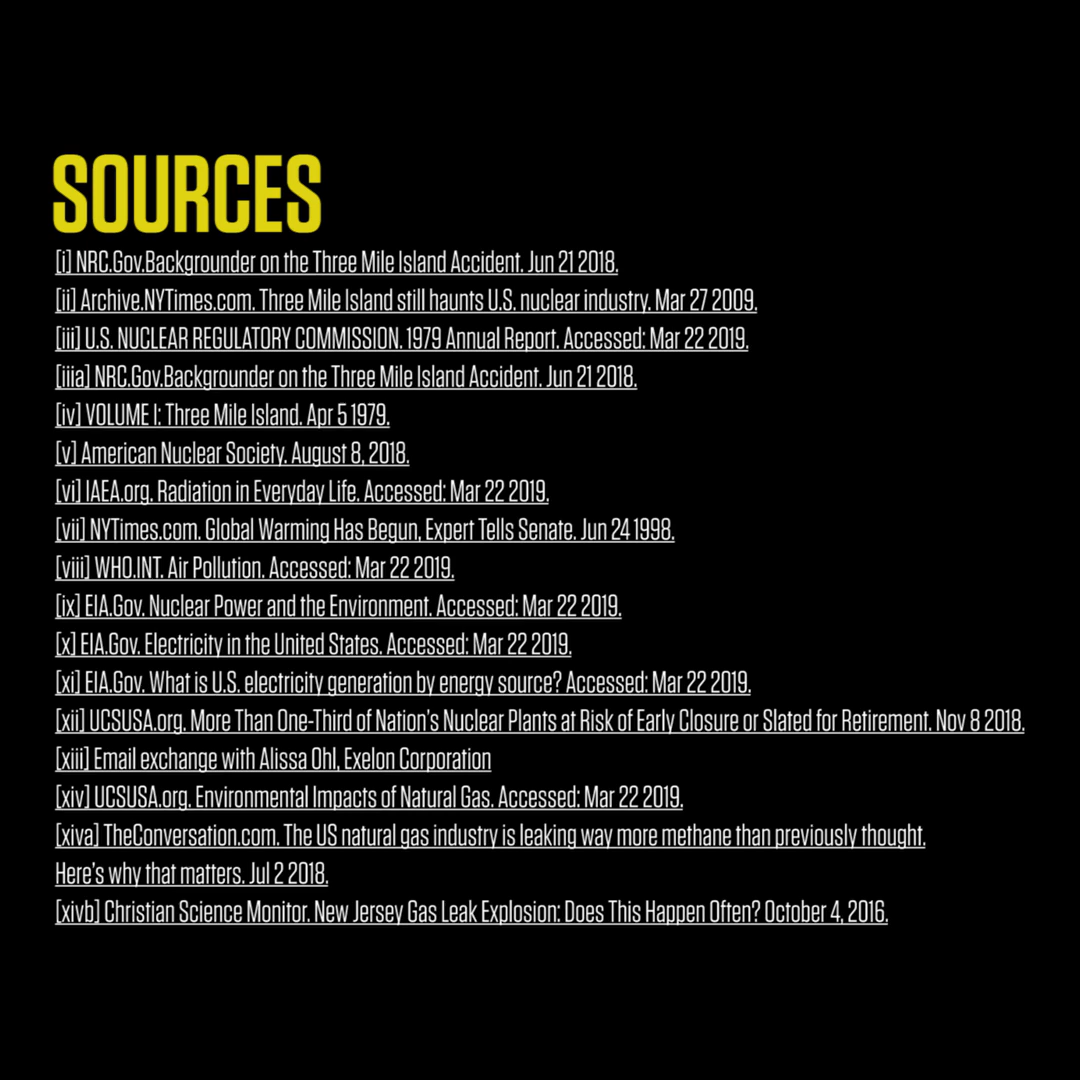 SOURCES
[i] NRC.Gov.Backgrounder on the Three Mile Island Accident. Jun 21 2018.
[ii] Archive.NYTimes.com. Three Mile Island still haunts U.S. nuclear industry. Mar 27 2009.
[iii] U.S. NUCLEAR REGULATORY COMMISSION. 1979 Annual Report. Accessed: Mar 22 2019.
[iiia] NRC.Gov.Backgrounder on the Three Mile Island Accident. Jun 21 2018.
[iv] VOLUME I: Three Mile Island. Apr 5 1979.
[v] American Nuclear Society. August 8, 2018.
[vi] IAEA.org. Radiation in Everyday Life. Accessed: Mar 22 2019.
[vii] NYTimes.com. Global Warming Has Begun, Expert Tells Senate. Jun 24 1998.
[viii] WHO.INT. Air Pollution. Accessed: Mar 22 2019.
[ix] EIA.Gov. Nuclear Power and the Environment. Accessed: Mar 22 2019.
[x] EIA.Gov. Electricity in the United States. Accessed: Mar 22 2019.
[xi] EIA.Gov. What is U.S. electricity generation by energy source? Accessed: Mar 22 2019.
[xii] UCSUSA.org. More Than One-Third of Nation's Nuclear Plants at Risk of Early Closure or Slated for Retirement. Nov 8 2018.
[xiii] Email exchange with Alissa Ohl, Exelon Corporation
[xiv] UCSUSA.org. Environmental Impacts of Natural Gas. Accessed: Mar 22 2019.
[xiva] TheConversation.com. The US natural gas industry is leaking way more methane than previously thought.
Here's why that matters. Jul 2 2018.
[xivb] Christian Science Monitor. New Jersey Gas Leak Explosion: Does This Happen Often? October 4, 2016.